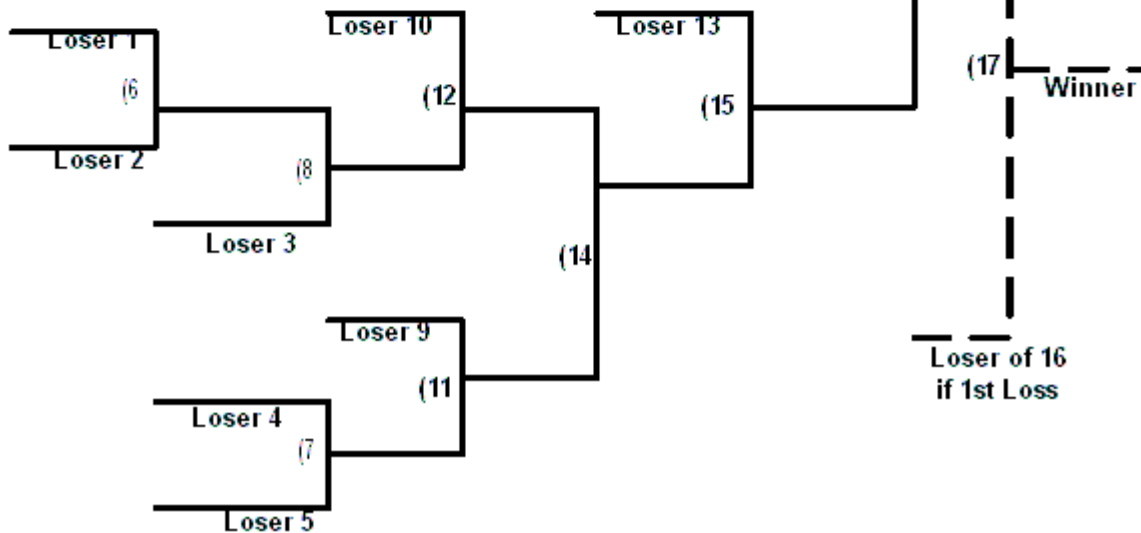 Loser 1
(6
Loser 2
Loser 3
(8
Loser 10
(12
Loser 13
(15
(17
Winner
(14
Loser 9
(11
Loser 4
(7
Loser 5
Loser of 16
if 1st Loss